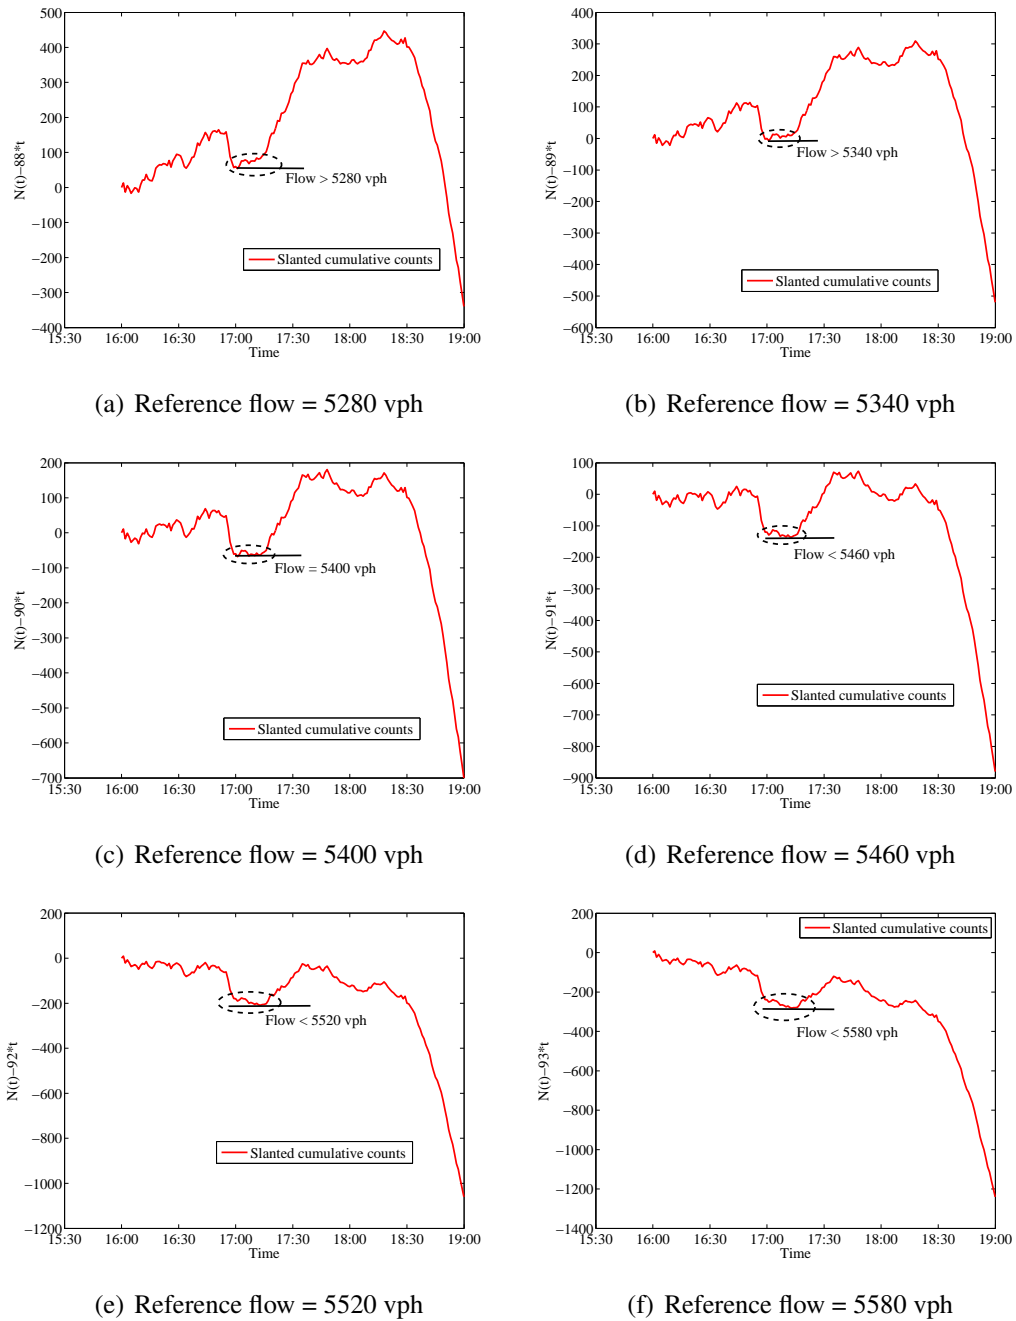 N(t)−88*t
500
400
300
200
100
0
−100
−200
−300
−400
15:30 16:00 16:30 17:00 17:30 18:00 18:30 19:00
Time
Flow > 5280 vph
Slanted cumulative counts
(a) Reference flow = 5280 vph
N(t)−89*t
400
300
200
100
0
−100
−200
−300
−400
−500
−600
15:30 16:00 16:30 17:00 17:30 18:00 18:30 19:00
Time
Flow > 5340 vph
Slanted cumulative counts
(b) Reference flow = 5340 vph
N(t)−90*t
200
100
0
−100
−200
−300
−400
−500
−600
−700
15:30 16:00 16:30 17:00 17:30 18:00 18:30 19:00
Time
Flow = 5400 vph
Slanted cumulative counts
(c) Reference flow = 5400 vph
N(t)−91*t
100
0
−100
−200
−300
−400
−500
−600
−700
−800
−900
15:30 16:00 16:30 17:00 17:30 18:00 18:30 19:00
Time
Flow < 5460 vph
Slanted cumulative counts
(d) Reference flow = 5460 vph
N(t)−92*t
200
0
−200
−400
−600
−800
−1000
−1200
15:30 16:00 16:30 17:00 17:30 18:00 18:30 19:00
Time
Flow < 5520 vph
Slanted cumulative counts
(e) Reference flow = 5520 vph
N(t)−93*t
200
0
−200
−400
−600
−800
−1000
−1200
−1400
15:30 16:00 16:30 17:00 17:30 18:00 18:30 19:00
Time
Slanted cumulative counts
Flow < 5580 vph
(f) Reference flow = 5580 vph